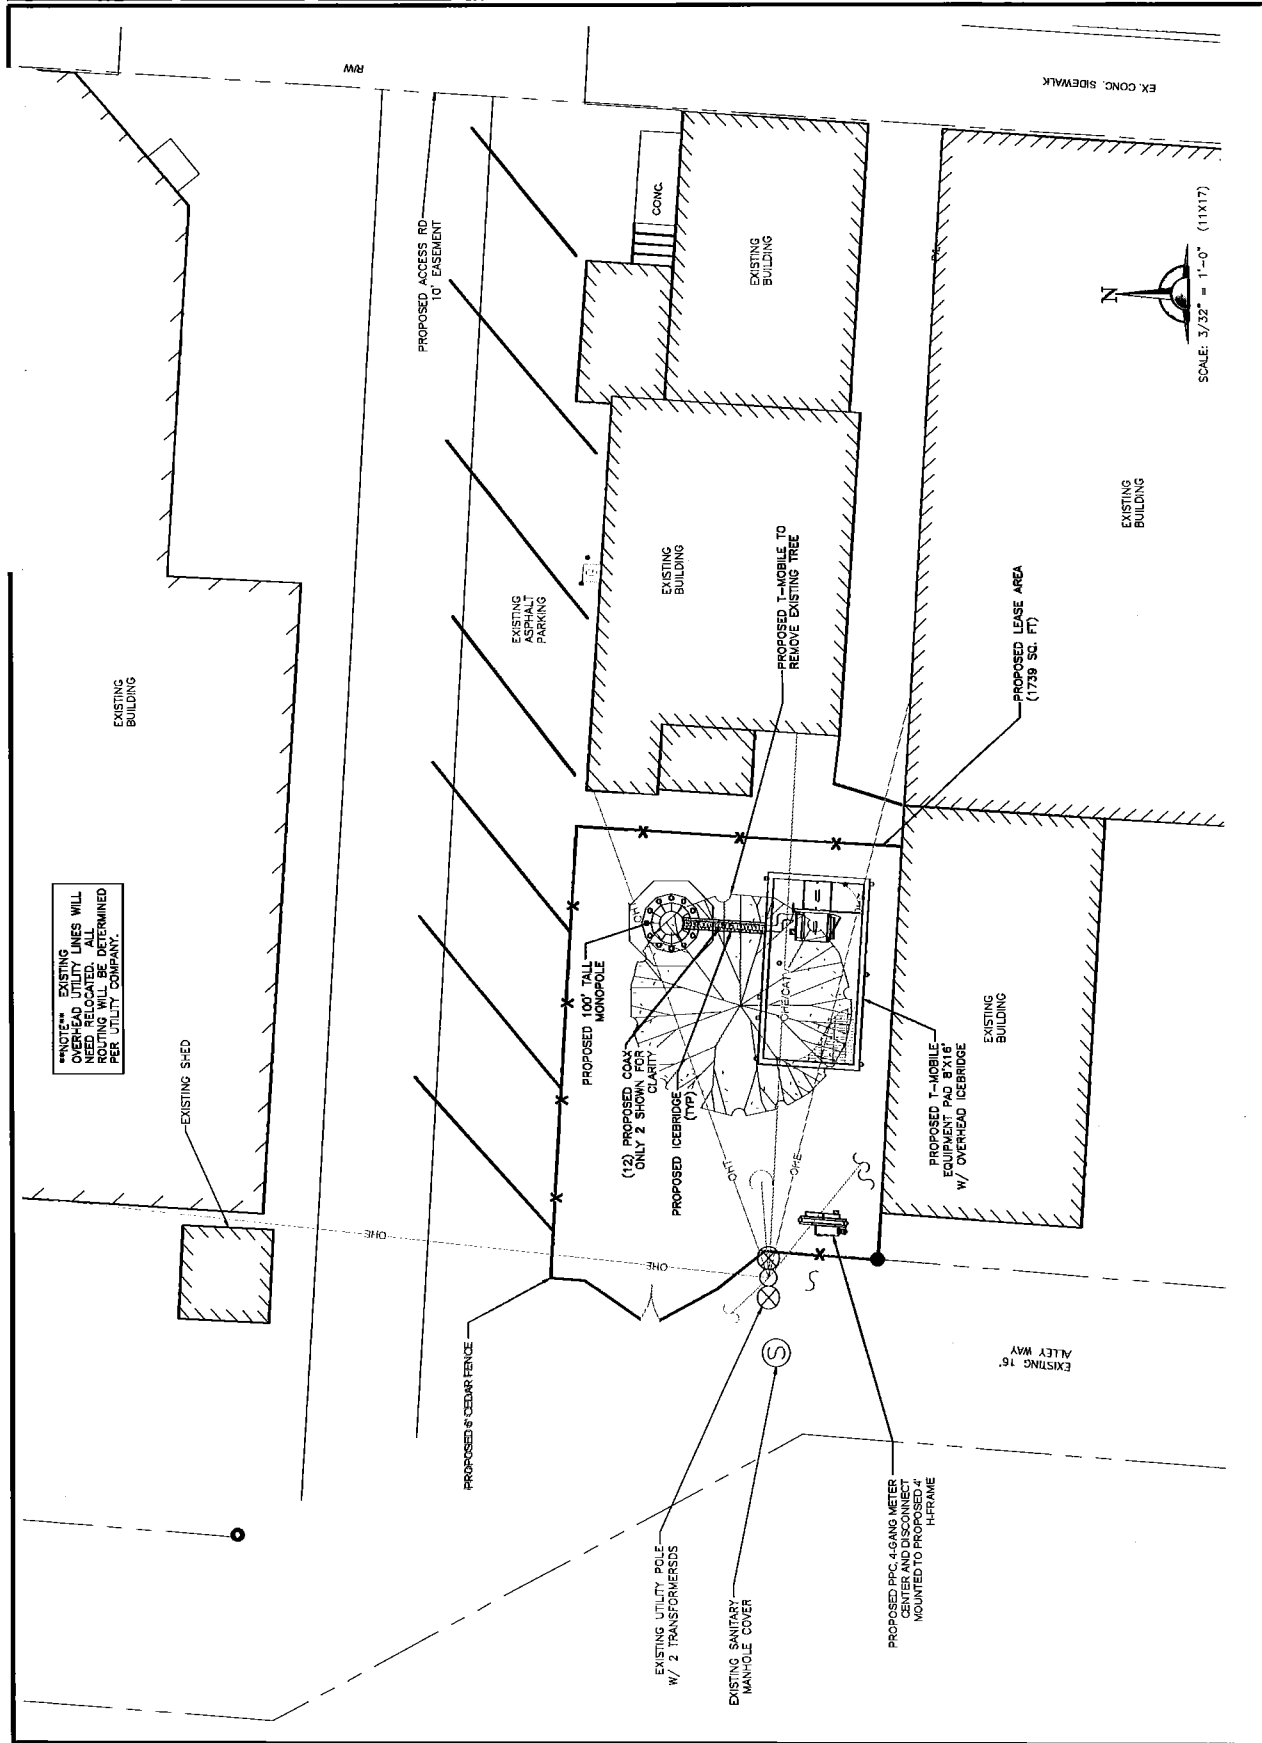 **NOTE** EXISTING
OVERHEAD UTILITY LINES WILL
NEED RELOCATED. ALL
ROUTING WILL BE DETERMINED
PER UTILITY COMPANY.
EXISTING SHED
EXISTING
BUILDING
R/W
PROPOSED ACCESS RD
10' EASEMENT
EXISTING
ASPHALT
PARKING
CONC.
EXISTING
BUILDING
EXISTING
BUILDING
EX. CONC. SIDEWALK
PROPOSED 6' CEDAR FENCE
OHE
OHE
PROPOSED 100' TALL
MONOPOLE
(12) PROPOSED COAX
ONLY 2 SHOWN FOR
CLARITY
PROPOSED ICEBRIDGE
(TYP)
OHT
OHT
OHE/CATV
OHE
PROPOSED T-MOBILE TO
REMOVE EXISTING TREE
EXISTING UTILITY POLE
W/ 2 TRANSFORMERSDS
EXISTING SANITARY
MANHOLE COVER
S
PROPOSED PPC, 4-GANG METER
CENTER AND DISCONNECT
MOUNTED TO PROPOSED 4'
H-FRAME
PROPOSED T-MOBILE
EQUIPMENT PAD 8'X16'
W/ OVERHEAD ICEBRIDGE
EXISTING
BUILDING
PROPOSED LEASE AREA
(1739 SQ. FT)
EXISTING
BUILDING
EXISTING 16'
ALLEY WAY
N
SCALE: 3/32" = 1'-0" (11X17)